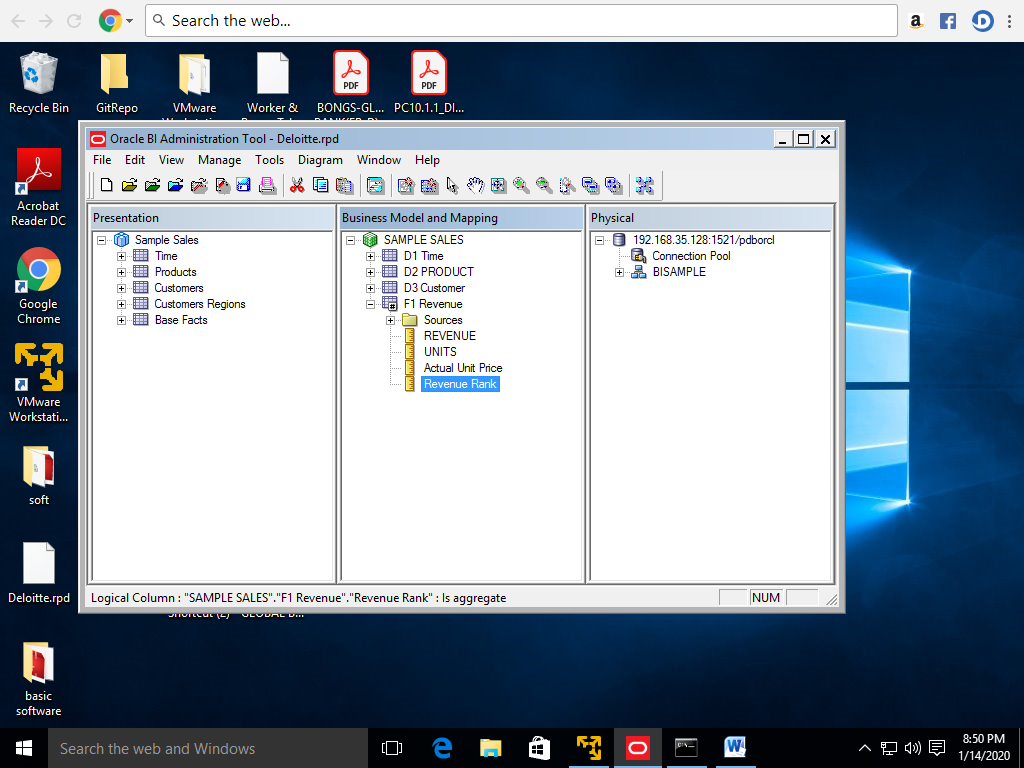 Search the web...
Recycle Bin
GitRepo
VMware
Worker &
BONGS-GL...
PC10.1.1_DI...
Oracle BI Administration Tool - Deloitte.rpd
File Edit View Manage Tools Diagram Window Help
Presentation
Sample Sales
Time
Products
Customers
Customers Regions
Base Facts
Business Model and Mapping
SAMPLE SALES
D1 Time
D2 PRODUCT
D3 Customer
F1 Revenue
Sources
REVENUE
UNITS
Actual Unit Price
Revenue Rank
Physical
192.168.35.128:1521/pdborcl
Connection Pool
BISAMPLE
Logical Column : "SAMPLE SALES"."F1 Revenue"."Revenue Rank" : Is aggregate
NUM
Acrobat
Reader DC
Google
Chrome
VMware
Workstati...
soft
Deloitte.rpd
basic
software
Search the web and Windows
8:50 PM
1/14/2020